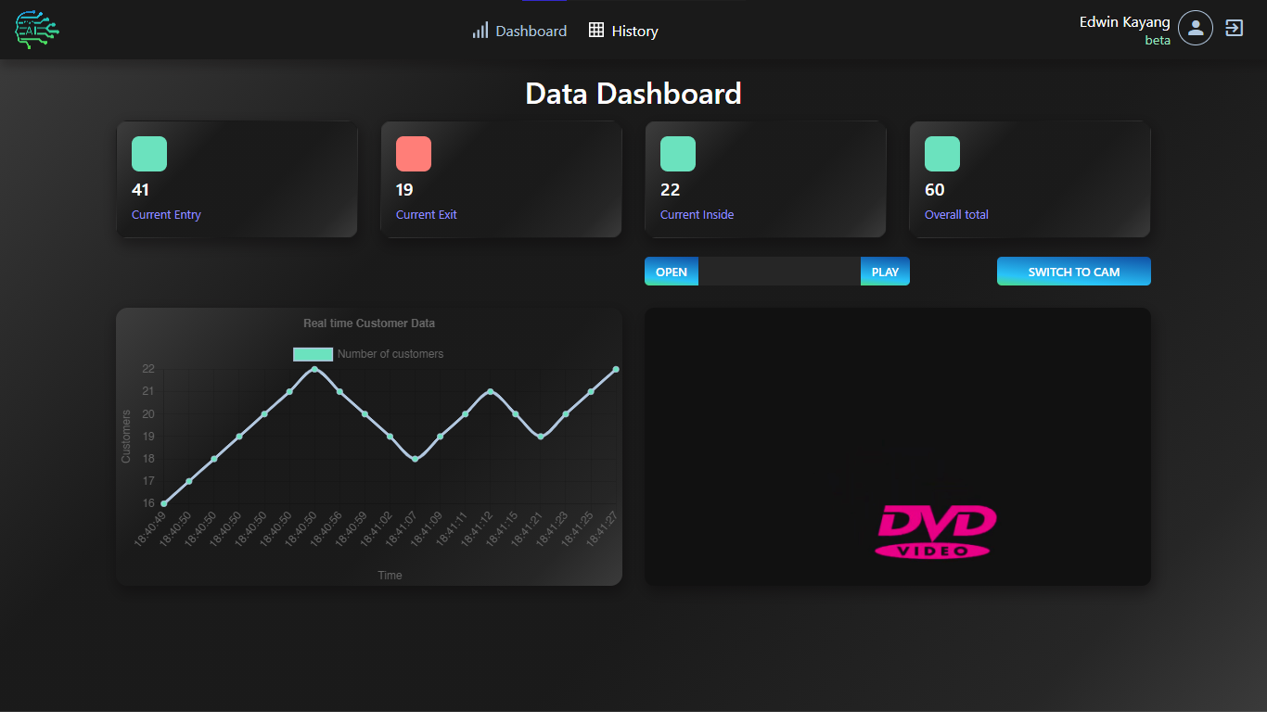 AI
Dashboard
History
Edwin Kayang
beta
Data Dashboard
41
Current Entry
19
Current Exit
22
Current Inside
60
Overall total
OPEN
PLAY
SWITCH TO CAM
Real time Customer Data
Number of customers
Customers
22
21
20
19
18
17
16
18:40:49
18:40:50
18:40:50
18:40:50
18:40:50
18:40:50
18:40:50
18:40:56
18:40:59
18:41:02
18:41:07
18:41:09
18:41:11
18:41:12
18:41:15
18:41:21
18:41:23
18:41:25
18:41:27
Time
DVD
VIDEO